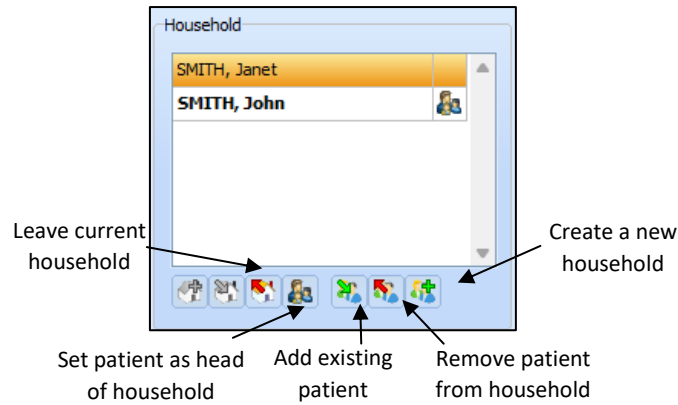 Household
SMITH, Janet
SMITH, John
Leave current
household
Create a new
household
Set patient as head
of household
Add existing
patient
Remove patient
from household